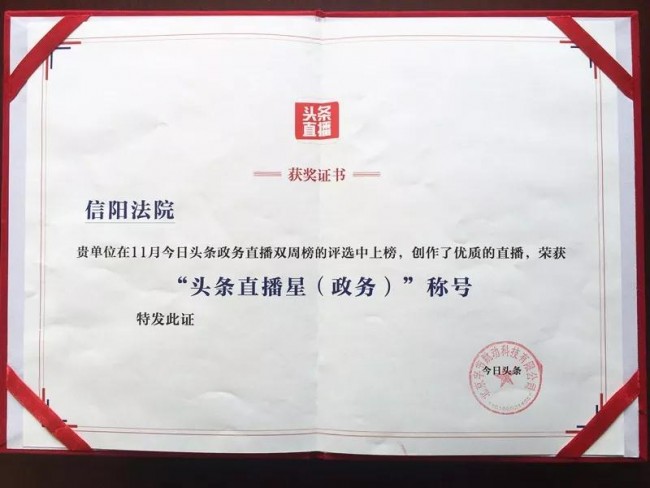 头条
直播
获奖证书
信阳法院
贵单位在11月今日头条政务直播双周榜的评选中上榜，创作了优质的直播，荣获
“头条直播星（政务）”称号
特发此证
今日头条